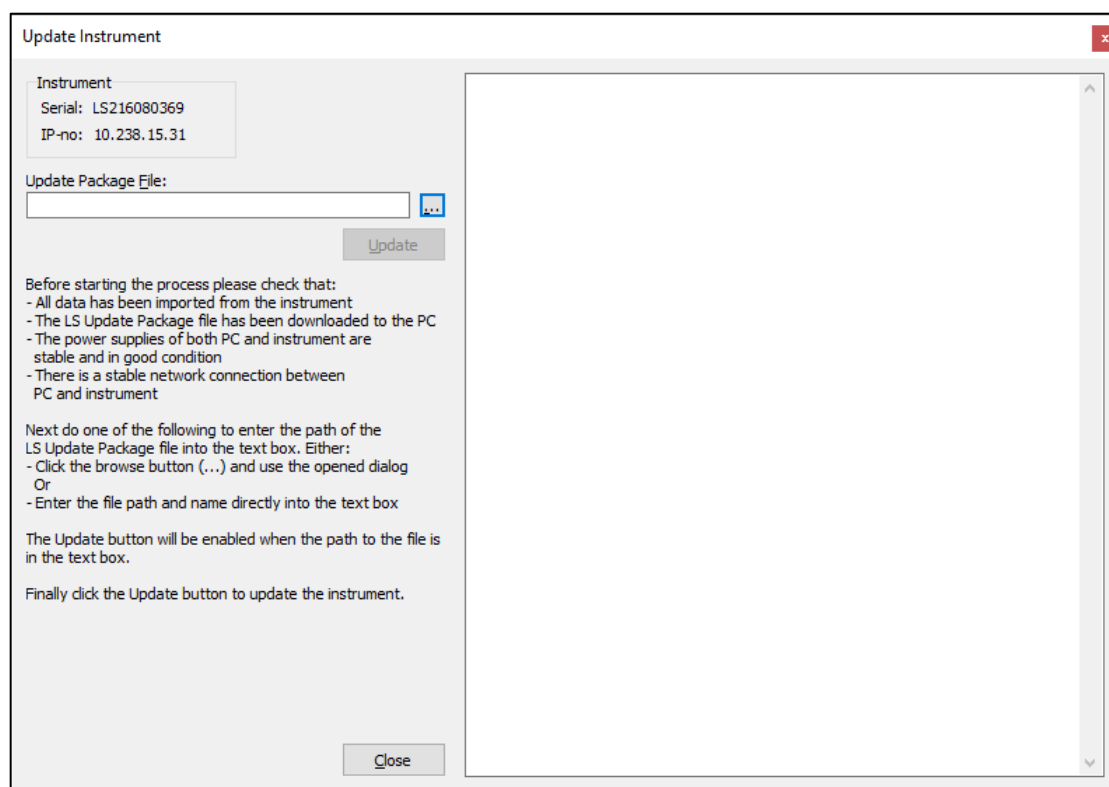 Update Instrument
x
Instrument
Serial: LS216080369
IP-no: 10.238.15.31
Update Package File:
...
Update
Before starting the process please check that:
- All data has been imported from the instrument
- The LS Update Package file has been downloaded to the PC
- The power supplies of both PC and instrument are
stable and in good condition
- There is a stable network connection between
PC and instrument
Next do one of the following to enter the path of the
LS Update Package file into the text box. Either:
- Click the browse button (...) and use the opened dialog
Or
- Enter the file path and name directly into the text box
The Update button will be enabled when the path to the file is
in the text box.
Finally click the Update button to update the instrument.
Close